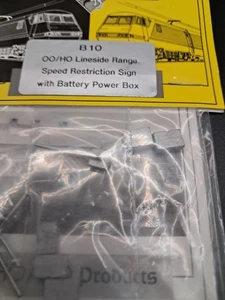 B10
OO/HO Lineside Range.
Speed Restriction Sign
with Battery Power Box
Products